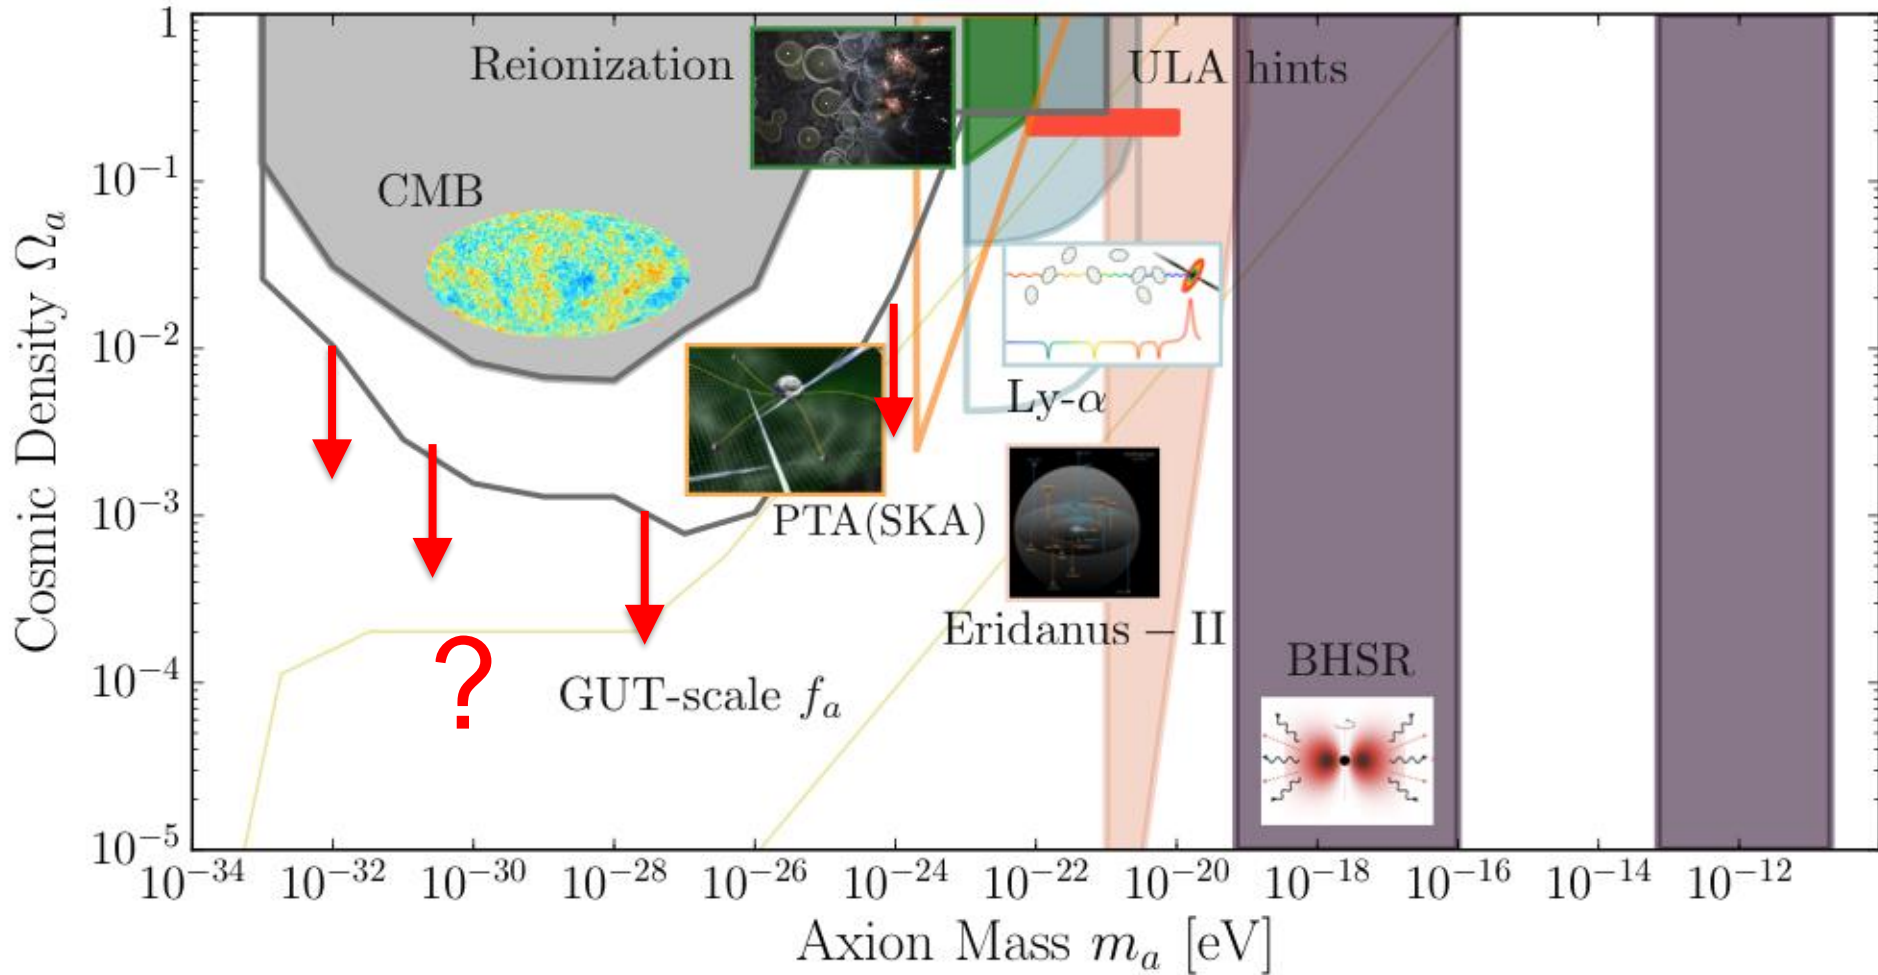 1
10⁻¹
10⁻²
10⁻³
10⁻⁴
10⁻⁵
Cosmic Density Ωₐ
Reionization
ULA hints
CMB
Ly-α
PTA(SKA)
Eridanus – II
BHSR
GUT-scale fₐ
?
10⁻³⁴ 10⁻³² 10⁻³⁰ 10⁻²⁸ 10⁻²⁶ 10⁻²⁴ 10⁻²² 10⁻²⁰ 10⁻¹⁸ 10⁻¹⁶ 10⁻¹⁴ 10⁻¹²
Axion Mass mₐ [eV]